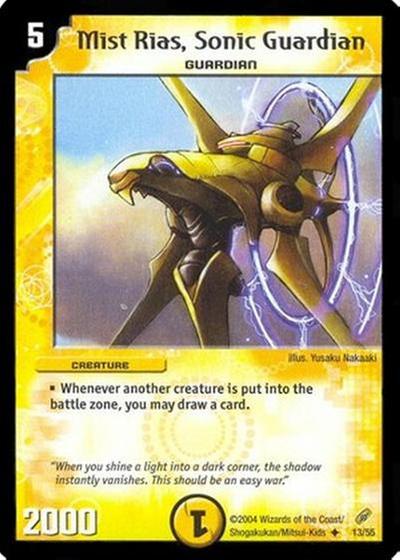 5 Mist Rias, Sonic Guardian
GUARDIAN
illus. Yusaku Nakaaki
CREATURE
▪ Whenever another creature is put into the
battle zone, you may draw a card.
"When you shine a light into a dark corner, the shadow
instantly vanishes. This should be an easy war."
2000
1
©2004 Wizards of the Coast/
Shogakukan/Mitsui-Kids ✦ 13/55